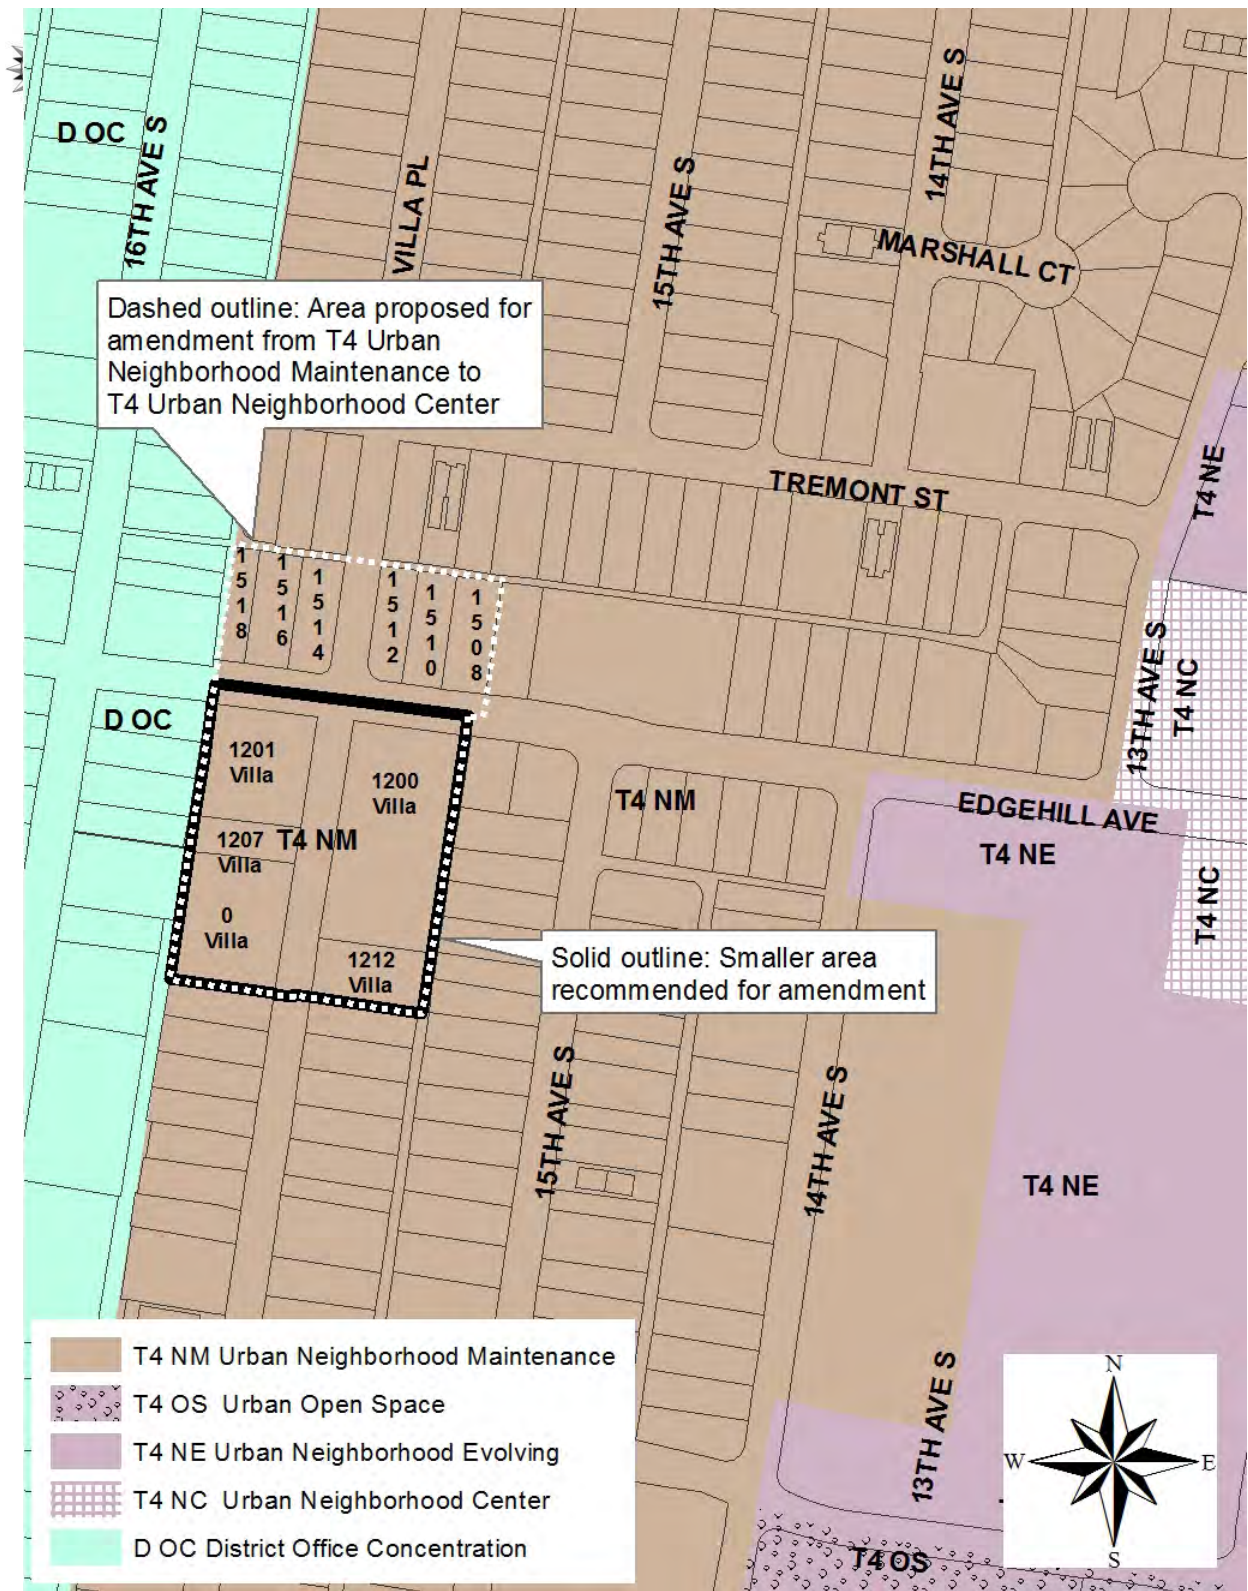 D OC
16TH AVE S
VILLA PL
15TH AVE S
14TH AVE S
MARSHALL CT
Dashed outline: Area proposed for
amendment from T4 Urban
Neighborhood Maintenance to
T4 Urban Neighborhood Center
TREMONT ST
T4 NE
1518
1516
1514
1512
1510
1508
13TH AVE S
T4 NC
D OC
1201
Villa
1200
Villa
T4 NM
EDGEHILL AVE
1207
Villa
T4 NM
T4 NE
T4 NC
0
Villa
1212
Villa
Solid outline: Smaller area
recommended for amendment
15TH AVE S
14TH AVE S
T4 NE
13TH AVE S
T4 OS
T4 NM Urban Neighborhood Maintenance
T4 OS Urban Open Space
T4 NE Urban Neighborhood Evolving
T4 NC Urban Neighborhood Center
D OC District Office Concentration
N
W
E
S